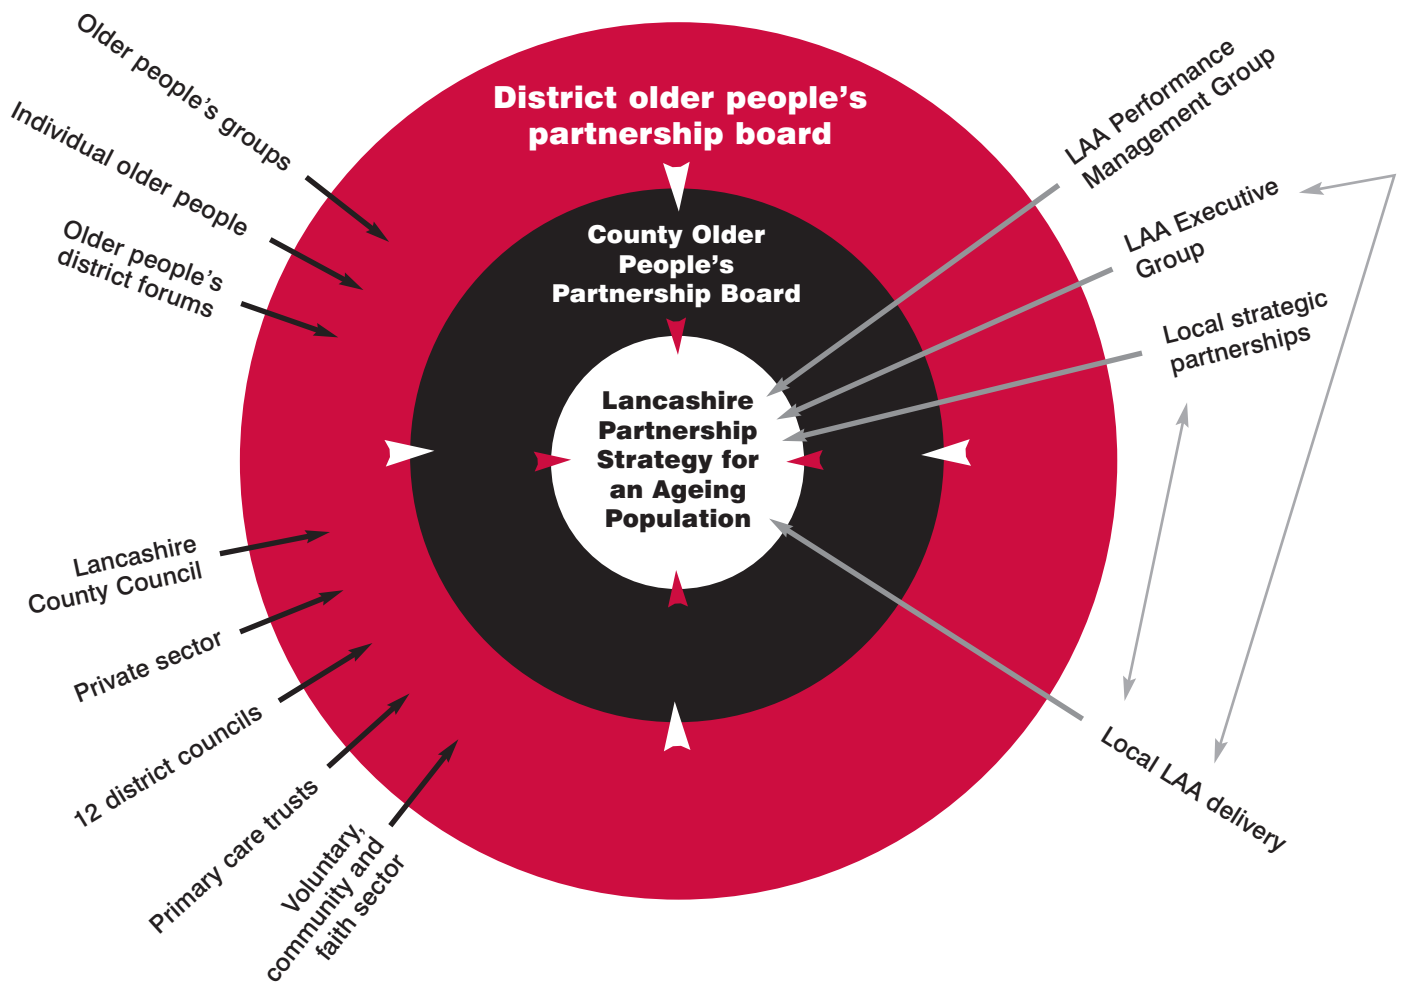 District older people's
partnership board
County Older
People's
Partnership Board
Lancashire
Partnership
Strategy for
an Ageing
Population
Older people's groups
Individual older people
Older people's
district forums
Lancashire
County Council
Private sector
12 district councils
Primary care trusts
Voluntary,
community and
faith sector
LAA Performance
Management Group
LAA Executive
Group
Local strategic
partnerships
Local LAA delivery